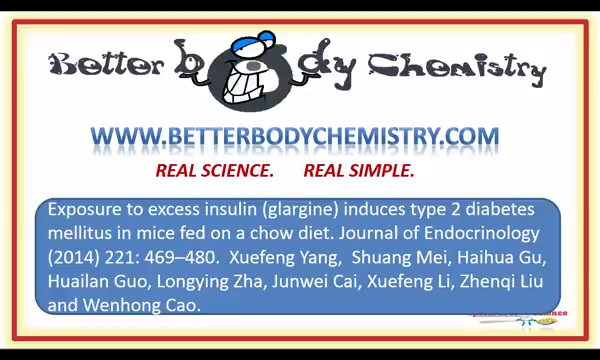 Better body Chemistry
WWW.BETTERBODYCHEMISTRY.COM
REAL SCIENCE. REAL SIMPLE.
Exposure to excess insulin (glargine) induces type 2 diabetes
mellitus in mice fed on a chow diet. Journal of Endocrinology
(2014) 221: 469–480. Xuefeng Yang, Shuang Mei, Haihua Gu,
Huailan Guo, Longying Zha, Junwei Cai, Xuefeng Li, Zhenqi Liu
and Wenhong Cao.